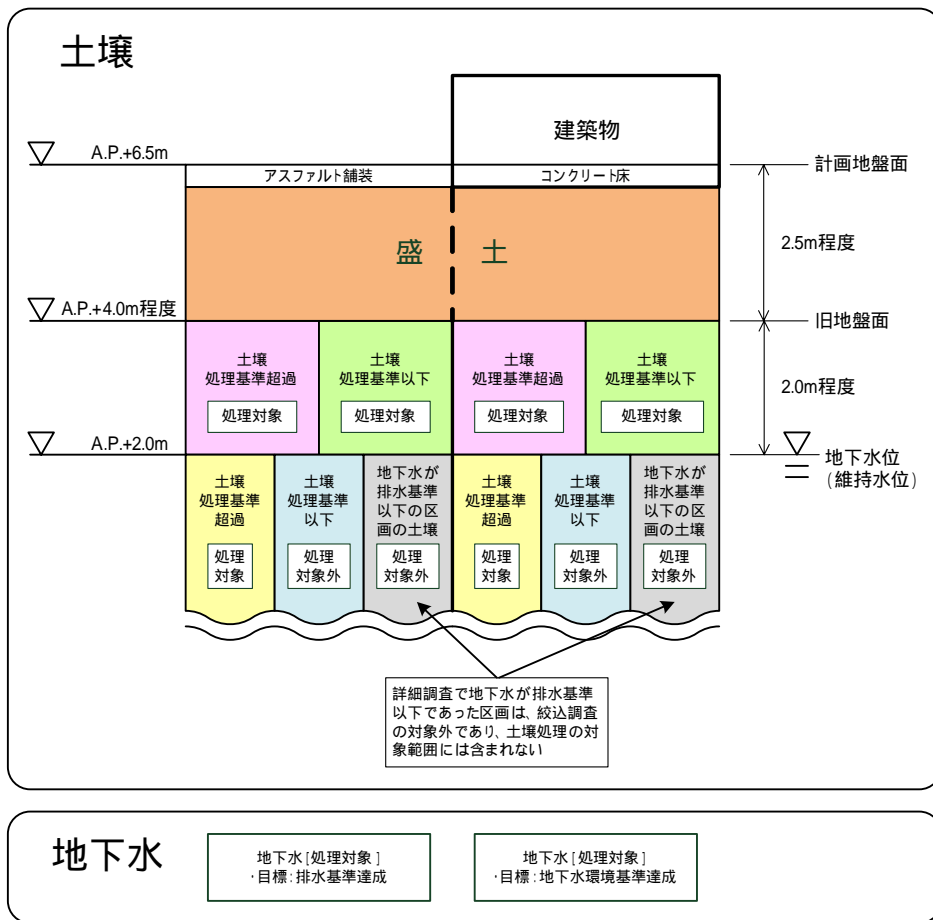 土壌
建築物
A.P.+6.5m
計画地盤面
アスファルト舗装
コンクリート床
2.5m程度
盛 土
A.P.+4.0m程度
旧地盤面
土壌
処理基準超過
処理対象
土壌
処理基準以下
処理対象
土壌
処理基準超過
処理対象
土壌
処理基準以下
処理対象
2.0m程度
A.P.+2.0m
地下水位
(維持水位)
土壌
処理基準
超過
処理
対象
土壌
処理基準
以下
処理
対象外
地下水が
排水基準
以下の区
画の土壌
処理
対象外
土壌
処理基準
超過
処理
対象
土壌
処理基準
以下
処理
対象外
地下水が
排水基準
以下の区
画の土壌
処理
対象外
詳細調査で地下水が排水基準
以下であった区画は、絞込調査
の対象外であり、土壌処理の対
象範囲には含まれない
地下水
地下水[処理対象]
・目標:排水基準達成
地下水[処理対象]
・目標:地下水環境基準達成